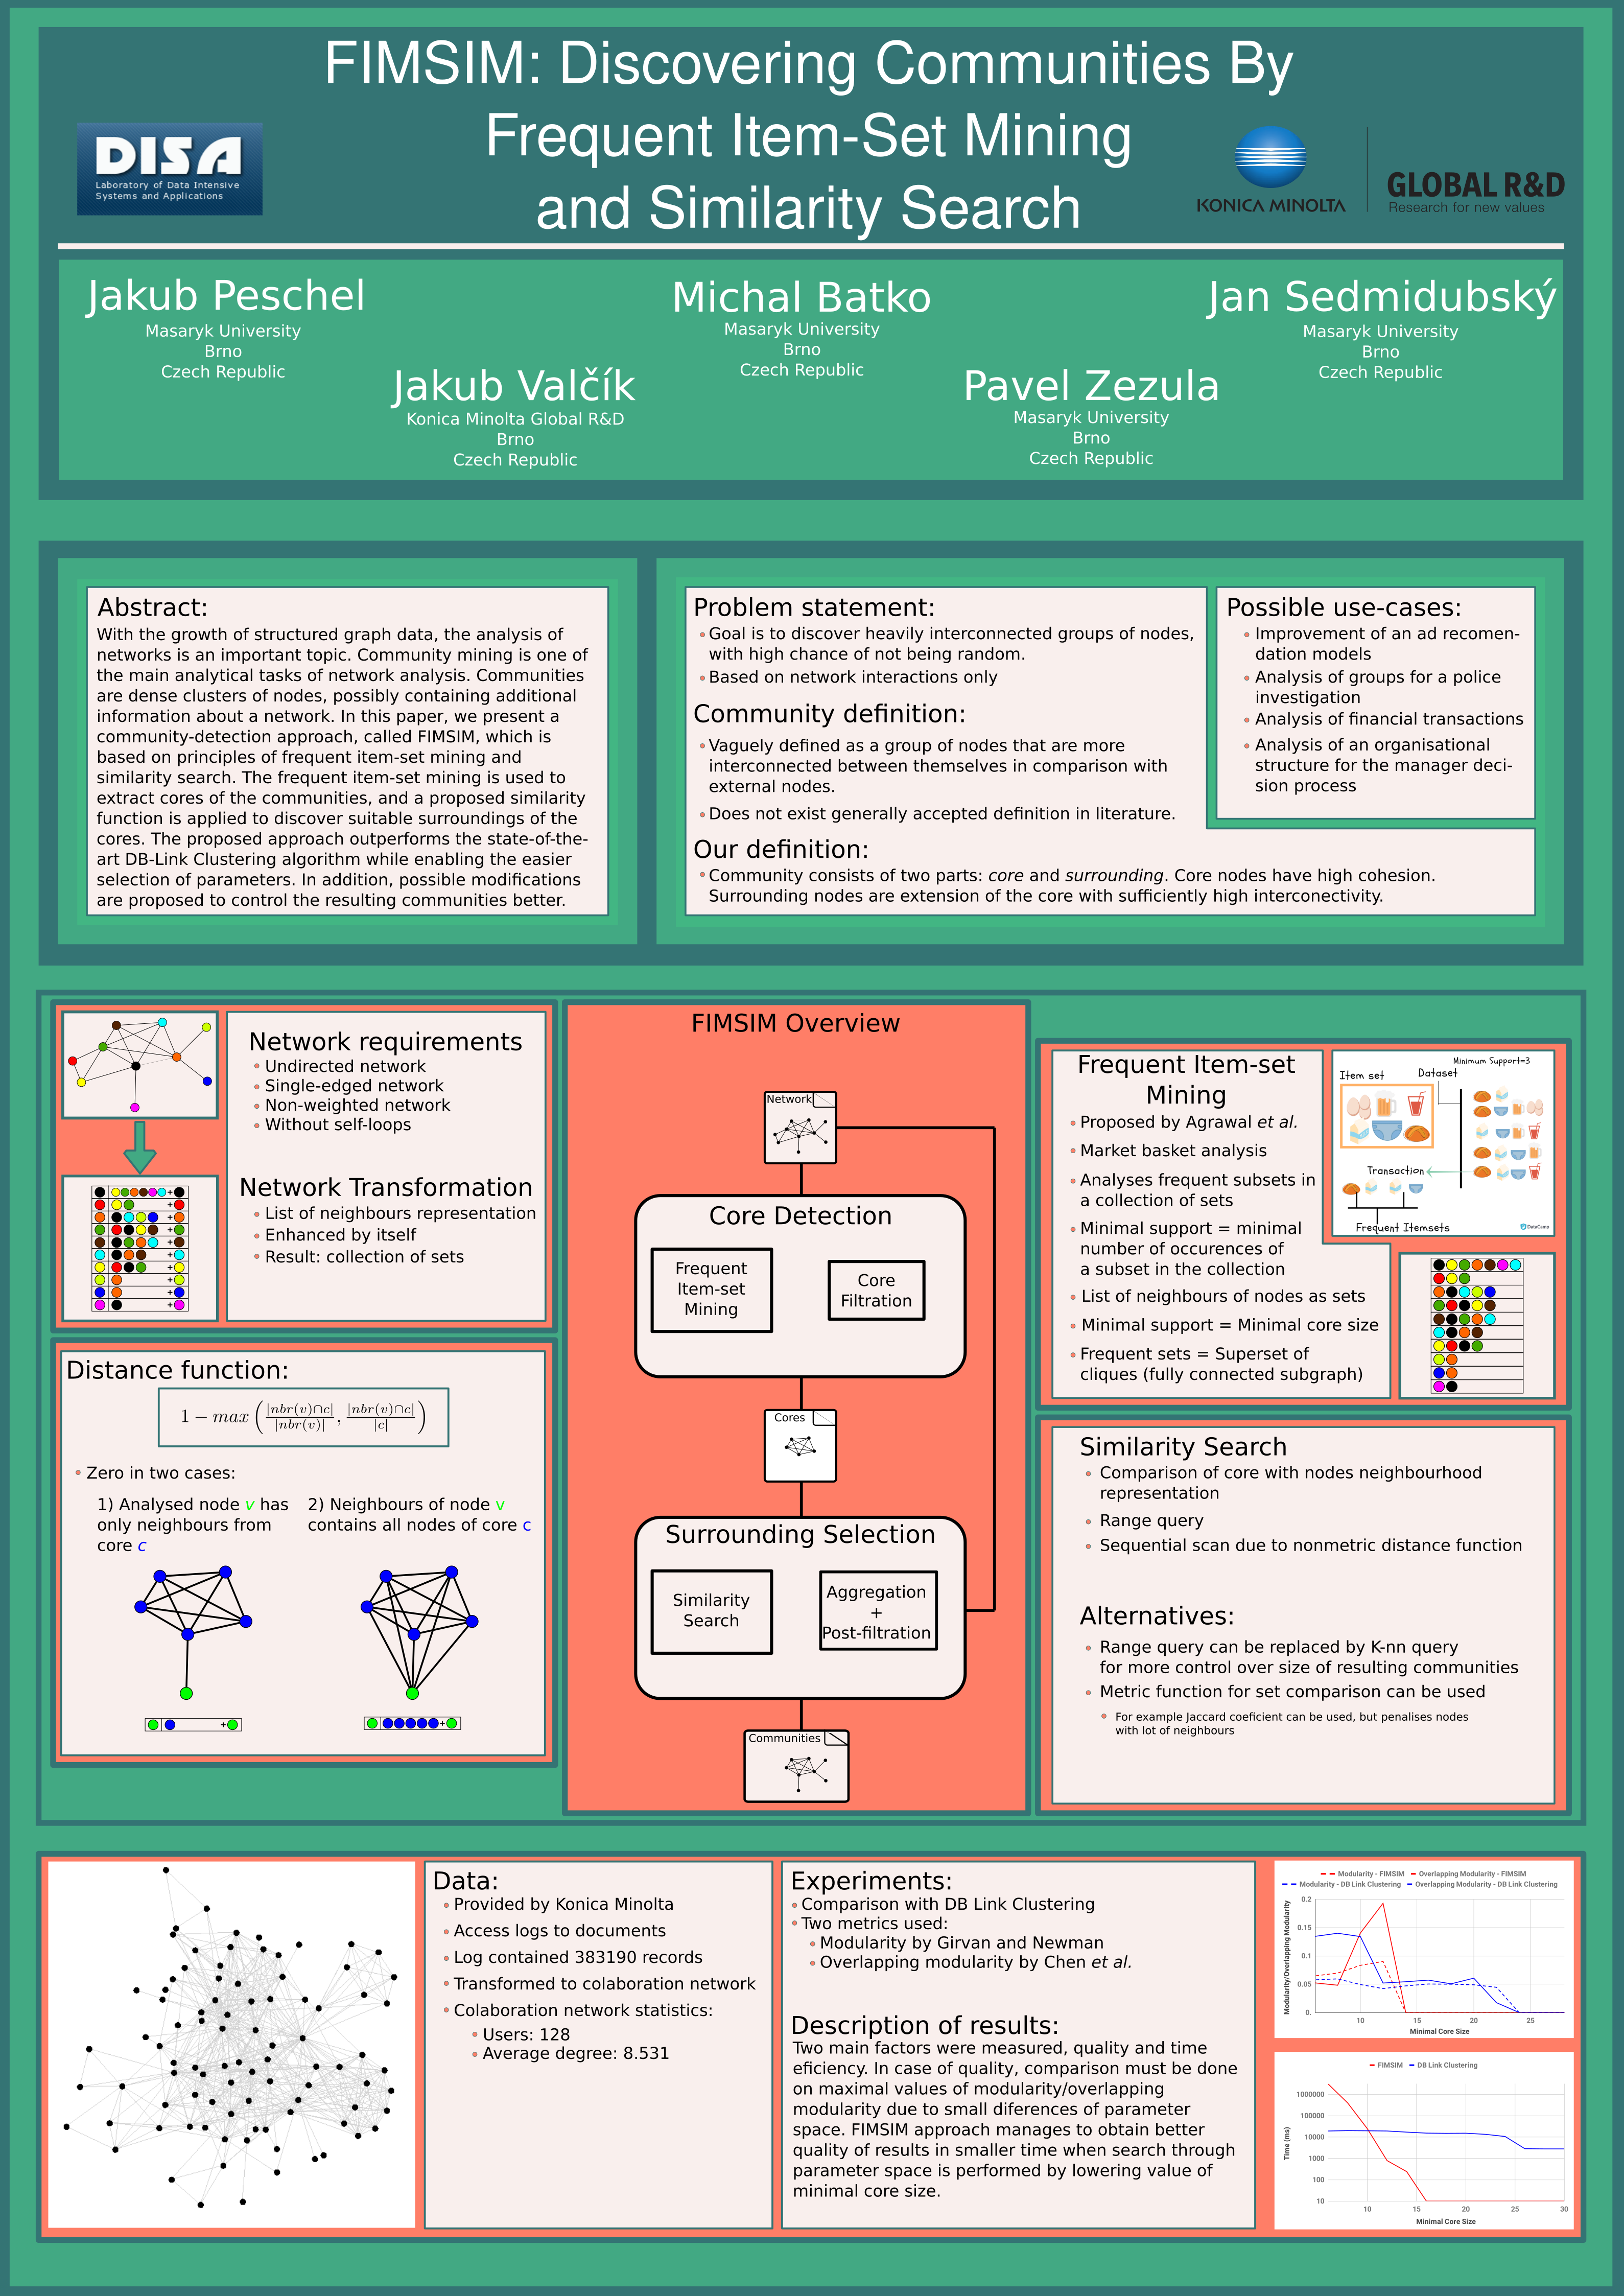 FIMSIM: Discovering Communities By
Frequent Item-Set Mining
and Similarity Search
DISA
Laboratory of Data Intensive
Systems and Applications
KONICA MINOLTA
GLOBAL R&D
Research for new values
Jakub Peschel
Masaryk University
Brno
Czech Republic
Jakub Valčík
Konica Minolta Global R&D
Brno
Czech Republic
Michal Batko
Masaryk University
Brno
Czech Republic
Pavel Zezula
Masaryk University
Brno
Czech Republic
Jan Sedmidubský
Masaryk University
Brno
Czech Republic
Abstract:
With the growth of structured graph data, the analysis of
networks is an important topic. Community mining is one of
the main analytical tasks of network analysis. Communities
are dense clusters of nodes, possibly containing additional
information about a network. In this paper, we present a
community-detection approach, called FIMSIM, which is
based on principles of frequent item-set mining and
similarity search. The frequent item-set mining is used to
extract cores of the communities, and a proposed similarity
function is applied to discover suitable surroundings of the
cores. The proposed approach outperforms the state-of-the-
art DB-Link Clustering algorithm while enabling the easier
selection of parameters. In addition, possible modifications
are proposed to control the resulting communities better.
Problem statement:
Goal is to discover heavily interconnected groups of nodes,
with high chance of not being random.
Based on network interactions only
Community definition:
Vaguely defined as a group of nodes that are more
interconnected between themselves in comparison with
external nodes.
Does not exist generally accepted definition in literature.
Our definition:
Community consists of two parts: core and surrounding. Core nodes have high cohesion.
Surrounding nodes are extension of the core with sufficiently high interconectivity.
Possible use-cases:
Improvement of an ad recomen-
dation models
Analysis of groups for a police
investigation
Analysis of financial transactions
Analysis of an organisational
structure for the manager deci-
sion process
Network requirements
Undirected network
Single-edged network
Non-weighted network
Without self-loops
Network Transformation
List of neighbours representation
Enhanced by itself
Result: collection of sets
+
+
+
+
+
+
+
+
+
+
Distance function:
1 − max ( |nbr(v)∩c| / |nbr(v)| , |nbr(v)∩c| / |c| )
Zero in two cases:
1) Analysed node v has
only neighbours from
core c
2) Neighbours of node v
contains all nodes of core c
+
+
FIMSIM Overview
Network
Core Detection
Frequent
Item-set
Mining
Core
Filtration
Cores
Surrounding Selection
Similarity
Search
Aggregation
+
Post-filtration
Communities
Frequent Item-set
Mining
Proposed by Agrawal et al.
Market basket analysis
Analyses frequent subsets in
a collection of sets
Minimal support = minimal
number of occurences of
a subset in the collection
List of neighbours of nodes as sets
Minimal support = Minimal core size
Frequent sets = Superset of
cliques (fully connected subgraph)
Minimum Support=3
Item set
Dataset
Transaction
Frequent Itemsets
DataCamp
Similarity Search
Comparison of core with nodes neighbourhood
representation
Range query
Sequential scan due to nonmetric distance function
Alternatives:
Range query can be replaced by K-nn query
for more control over size of resulting communities
Metric function for set comparison can be used
For example Jaccard coeficient can be used, but penalises nodes
with lot of neighbours
Data:
Provided by Konica Minolta
Access logs to documents
Log contained 383190 records
Transformed to colaboration network
Colaboration network statistics:
Users: 128
Average degree: 8.531
Experiments:
Comparison with DB Link Clustering
Two metrics used:
Modularity by Girvan and Newman
Overlapping modularity by Chen et al.
Description of results:
Two main factors were measured, quality and time
eficiency. In case of quality, comparison must be done
on maximal values of modularity/overlapping
modularity due to small diferences of parameter
space. FIMSIM approach manages to obtain better
quality of results in smaller time when search through
parameter space is performed by lowering value of
minimal core size.
Modularity - FIMSIM
Overlapping Modularity - FIMSIM
Modularity - DB Link Clustering
Overlapping Modularity - DB Link Clustering
Modularity/Overlapping Modularity
0.2
0.15
0.1
0.05
0.
10
15
20
25
Minimal Core Size
FIMSIM
DB Link Clustering
Time (ms)
1000000
100000
10000
1000
100
10
10
15
20
25
30
Minimal Core Size